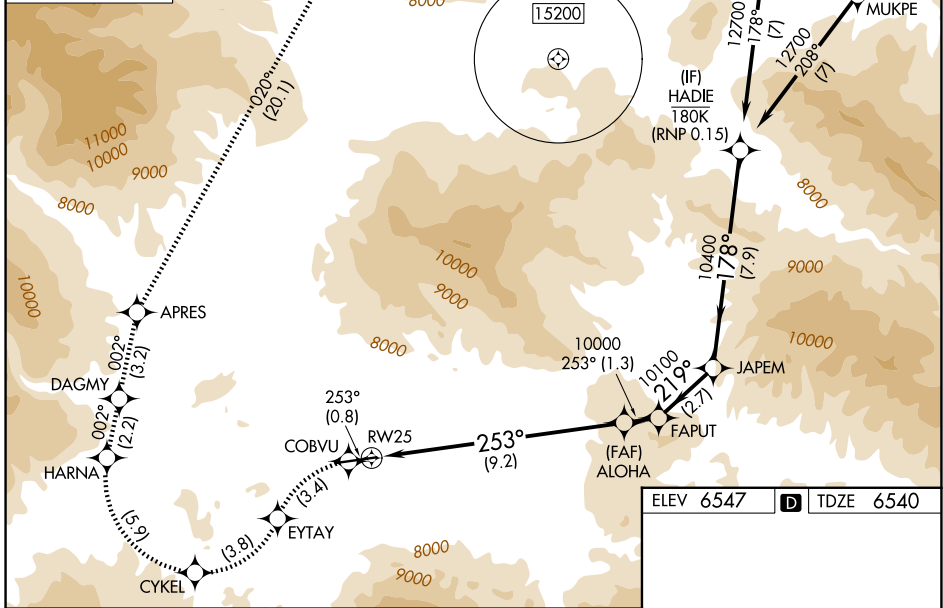 8000
15200
12700
178°
(7)
12700
208°
(7)
MUKPE
020°
(20.1)
(IF)
HADIE
180K
(RNP 0.15)
11000
10000
9000
8000
8000
10000
10000
9000
10400
178°
(7.9)
9000
10000
APRES
8000
002°
(3.2)
10000
253° (1.3)
10100
219°
(2.7)
JAPEM
DAGMY
002°
(2.2)
253°
(0.8)
COBVU
RW25
253°
(9.2)
FAPUT
(FAF)
ALOHA
HARNA
(3.4)
(5.9)
EYTAY
(3.8)
CYKEL
8000
9000
ELEV 6547 D TDZE 6540